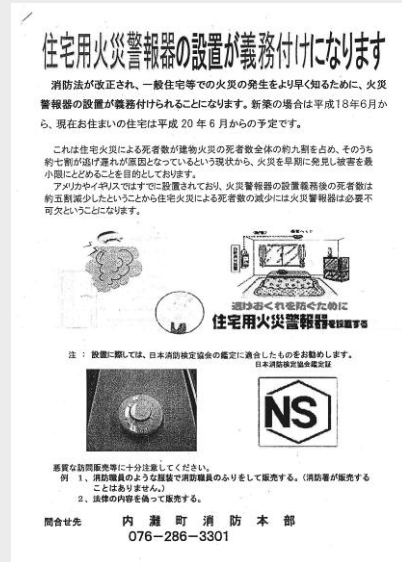 住宅用火災警報器の設置が義務付けになります
消防法が改正され、一般住宅等での火災の発生をより早く知るために、火災
警報器の設置が義務付けられることになります。新築の場合は平成18年6月か
ら、現在お住まいの住宅は平成20年6月からの予定です。
これは住宅火災による死者数が建物火災の死者数全体の約九割を占め、そのうち
約七割が逃げ遅れが原因となっているという現状から、火災を早期に発見し被害を最
小限にとどめることを目的としております。
アメリカやイギリスではすでに設置されており、火災警報器の設置義務後の死者数は
約五割減少したということから住宅火災による死者数の減少には火災警報器は必要不
可欠ということになります。
逃げおくれを防ぐために
住宅用火災警報器を設置する
注：設置に際しては、日本消防検定協会の鑑定に適合したものをお勧めします。
日本消防検定協会鑑定証
NS
悪質な訪問販売等に十分注意してください。
例 1、消防職員のような服装で消防職員のふりをして販売する。（消防署が販売する
ことはありません。）
2、法律の内容を偽って販売する。
問合せ先 内灘町消防本部
076-286-3301